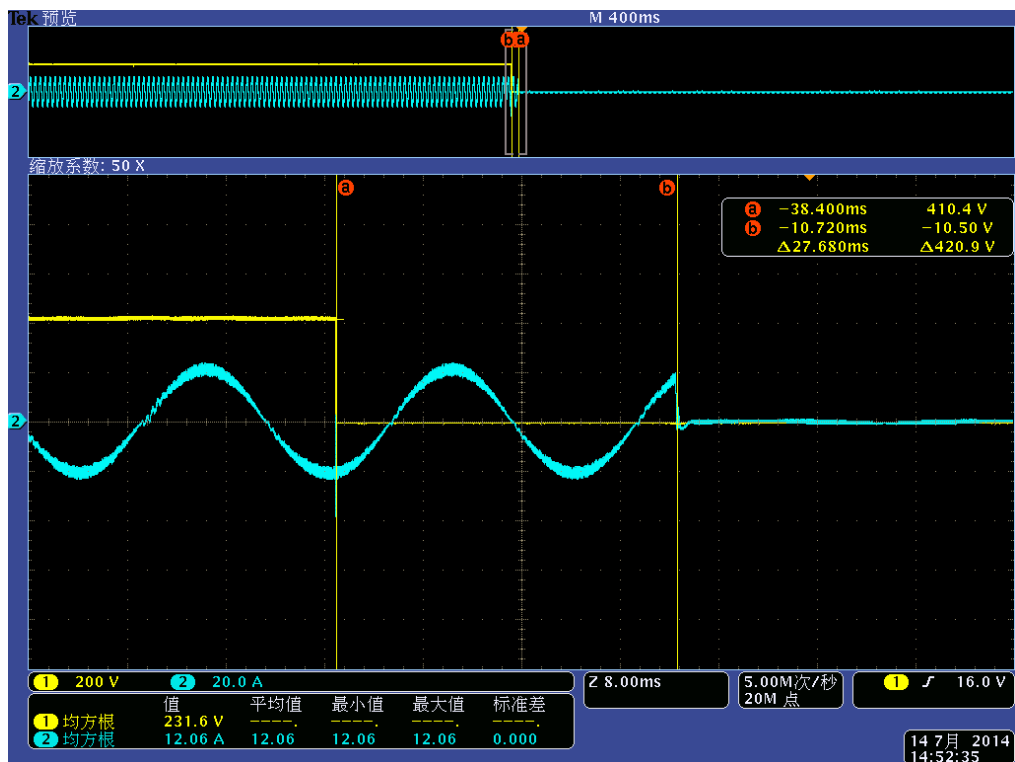 Tek 预览 M 400ms
b a
2
缩放系数: 50 X
a b
a -38.400ms 410.4 V
b -10.720ms -10.50 V
Δ27.680ms Δ420.9 V
2
1 200 V 2 20.0 A
Z 8.00ms
5.00M次/秒
20M 点
1 16.0 V
值 平均值 最小值 最大值 标准差
1 均方根 231.6 V ----. ----. ----. ----.
2 均方根 12.06 A 12.06 12.06 12.06 0.000
14 7月 2014
14:52:35